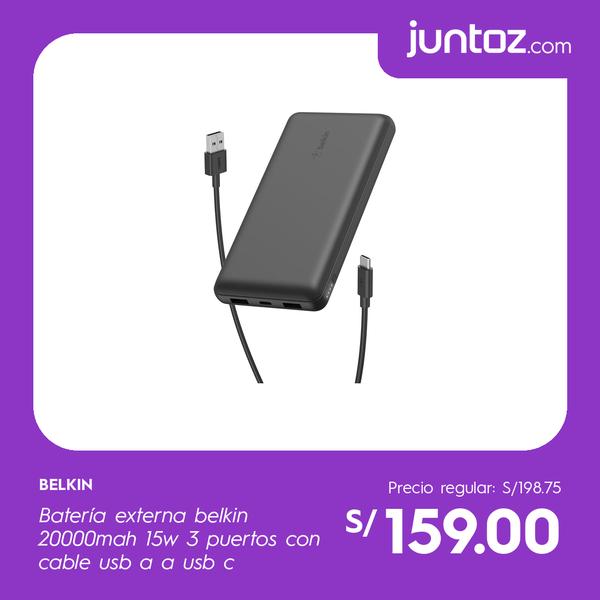 juntoz.com
belkin
BELKIN
Batería externa belkin
20000mah 15w 3 puertos con
cable usb a a usb c
Precio regular: S/198.75
S/159.00